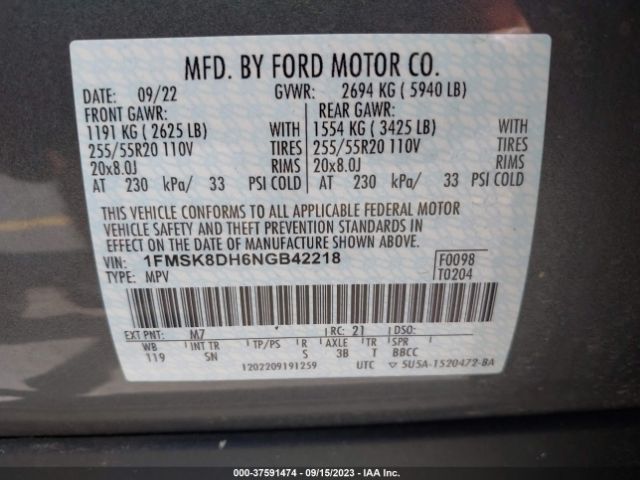 MFD. BY FORD MOTOR CO.
DATE: 09/22 GVWR: 2694 KG ( 5940 LB)
FRONT GAWR: REAR GAWR:
1191 KG ( 2625 LB) WITH 1554 KG ( 3425 LB) WITH
255/55R20 110V TIRES 255/55R20 110V TIRES
20x8.0J RIMS 20x8.0J RIMS
AT 230 kPa/ 33 PSI COLD AT 230 kPa/ 33 PSI COLD
THIS VEHICLE CONFORMS TO ALL APPLICABLE FEDERAL MOTOR
VEHICLE SAFETY AND THEFT PREVENTION STANDARDS IN
EFFECT ON THE DATE OF MANUFACTURE SHOWN ABOVE.
VIN: 1FMSK8DH6NGB42218 F0098
TYPE: MPV T0204
EXT PNT: M7 RC: 21 DSO:
WB INT TR TP/PS R AXLE TR SPR
119 SN S 3B T BBCC
1202209191259 UTC ▽ 5U5A-1520472-BA
000-37591474 - 09/15/2023 - IAA Inc.